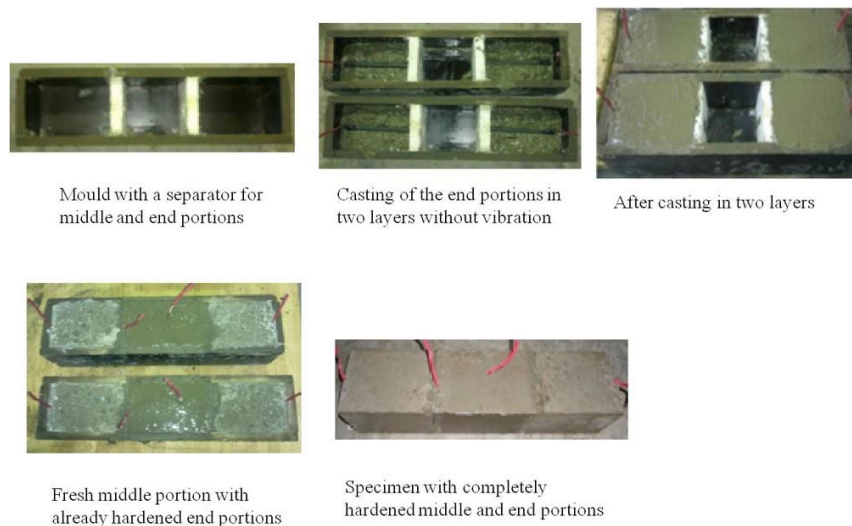 Mould with a separator for
middle and end portions
Casting of the end portions in
two layers without vibration
After casting in two layers
Fresh middle portion with
already hardened end portions
Specimen with completely
hardened middle and end portions